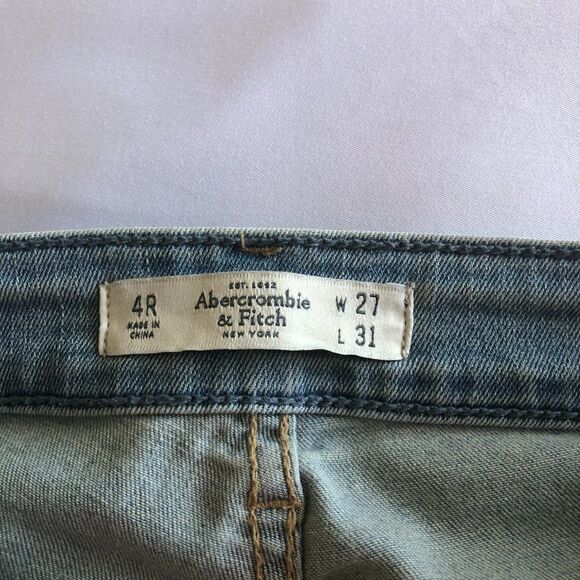 4R
MADE IN
CHINA
EST. 1892
Abercrombie
& Fitch
NEW YORK
W 27
L 31